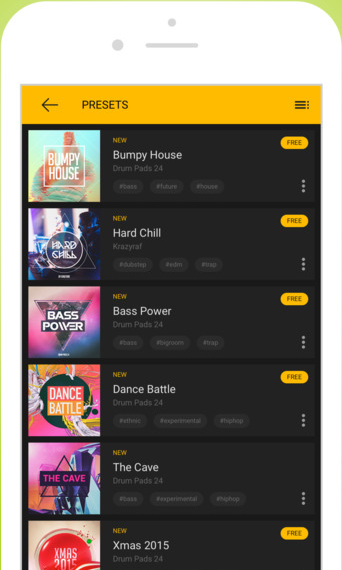 PRESETS
NEW
FREE
BUMPY
HOUSE
Bumpy House
Drum Pads 24
#bass #future #house
NEW
FREE
HARD
CHILL
Hard Chill
Krazyraf
#dubstep #edm #trap
NEW
FREE
BASS
POWER
Bass Power
Drum Pads 24
#bass #bigroom #trap
NEW
FREE
DANCE
BATTLE
Dance Battle
Drum Pads 24
#ethnic #experimental #hiphop
NEW
THE CAVE
The Cave
Drum Pads 24
#bass #experimental #hiphop
NEW
FREE
XMAS
2015
Xmas 2015
Drum Pads 24